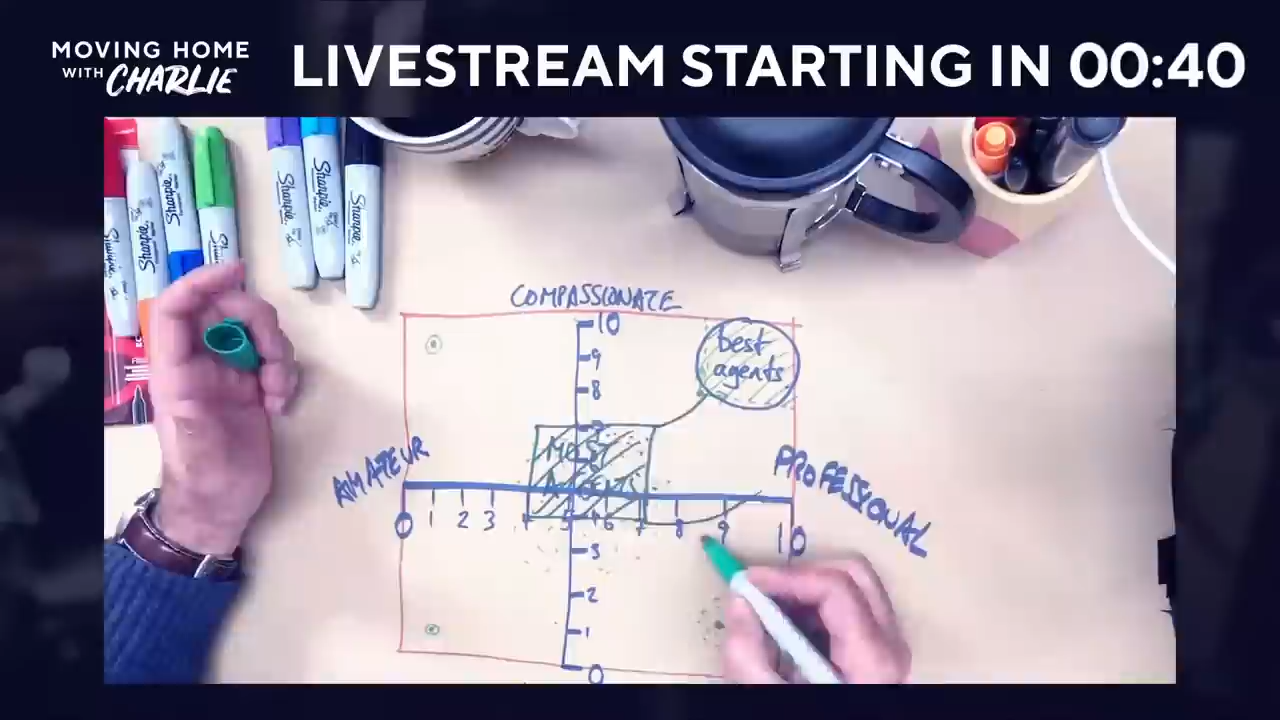 MOVING HOME
WITH CHARLIE
LIVESTREAM STARTING IN 00:40
Sharpie
Sharpie
Sharpie
Sharpie
Sharpie
Sharpie
COMPASSIONATE
10
9
8
best
agents
MOST
AGENTS
AMATEUR
PROFESSIONAL
0 1 2 3 4 5 6 7 8 9 10
4
3
2
1
0